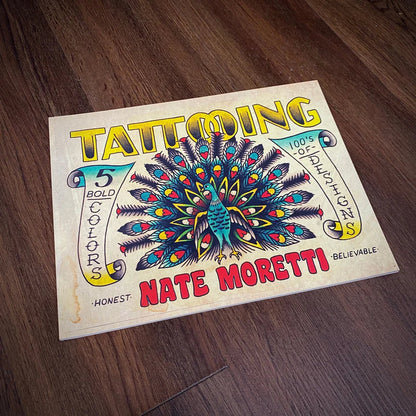 TATTOOING
5
BOLD
COLORS
100'S
-OF-
DESIGNS
·HONEST·
NATE MORETTI
·BELIEVABLE·